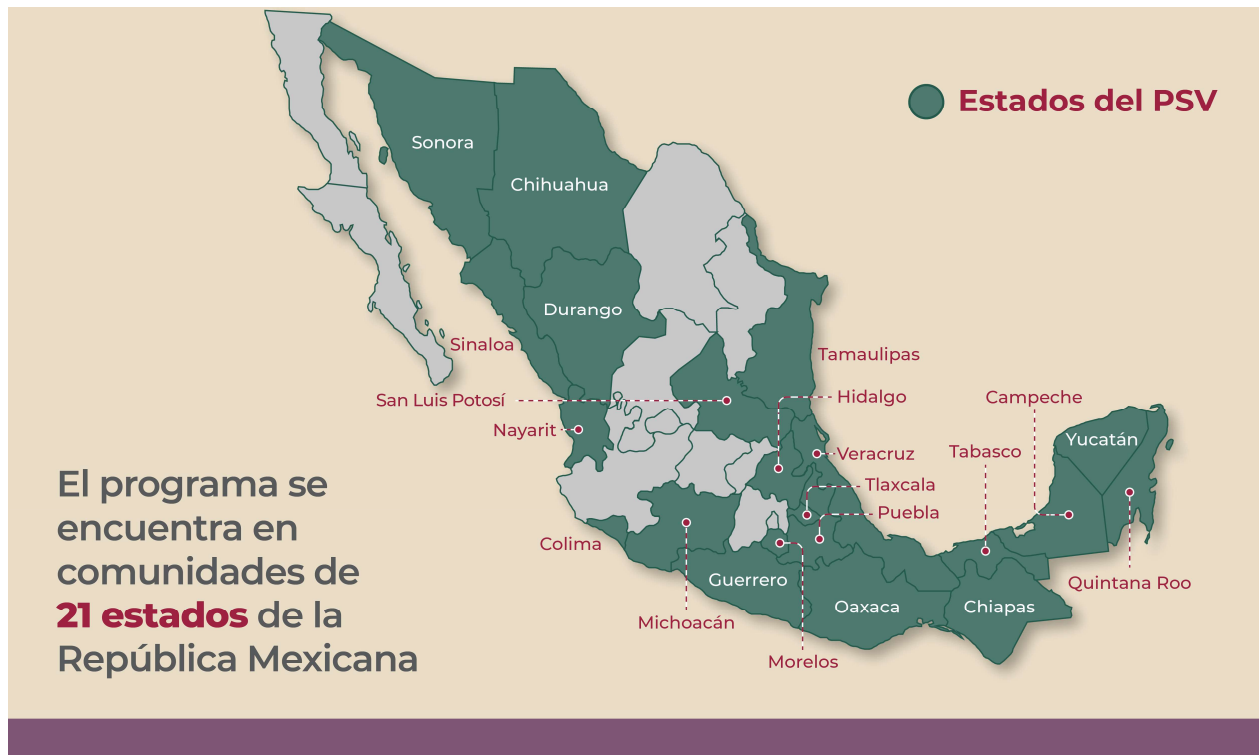 Estados del PSV
Sonora
Chihuahua
Durango
Sinaloa
Tamaulipas
San Luis Potosí
Hidalgo
Campeche
Nayarit
Yucatán
Veracruz
Tabasco
Tlaxcala
Puebla
Colima
Guerrero
Quintana Roo
Oaxaca
Chiapas
Michoacán
Morelos
El programa se
encuentra en
comunidades de
21 estados de la
República Mexicana